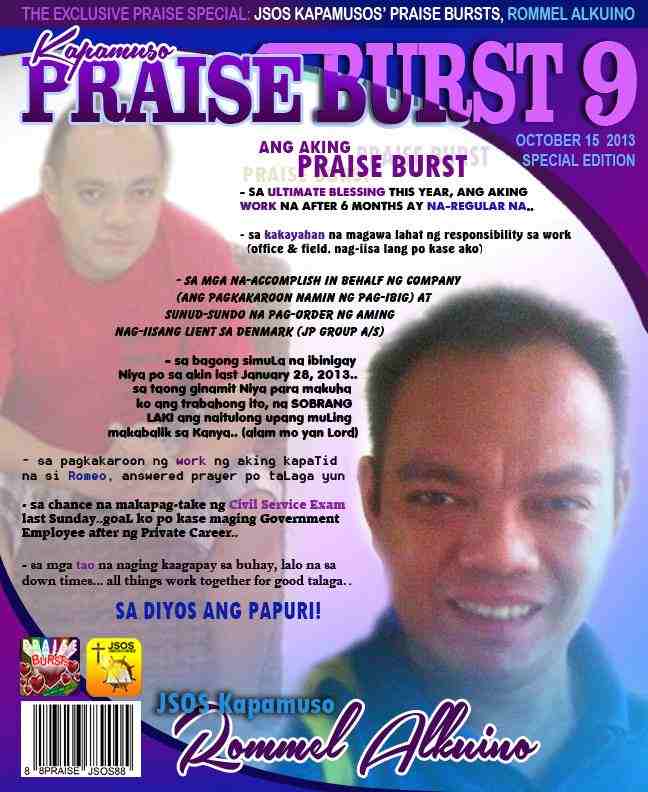 THE EXCLUSIVE PRAISE SPECIAL: JSOS KAPAMUSOS' PRAISE BURSTS, ROMMEL ALKUINO
Kapamuso
PRAISE BURST 9
OCTOBER 15 2013
SPECIAL EDITION
ANG AKING PRAISE BURST
PRAISE BURST
PRAISE BURST
- SA ULTIMATE BLESSING THIS YEAR, ANG AKING
WORK NA AFTER 6 MONTHS AY NA-REGULAR NA..
- sa kakayahan na magawa lahat ng responsibility sa work
(office & field, nag-iisa lang po kase ako)
- SA MGA NA-ACCOMPLISH IN BEHALF NG COMPANY
(ANG PAGKAKAROON NAMIN NG PAG-IBIG) AT
SUNUD-SUNDO NA PAG-ORDER NG AMING
NAG-IISANG LIENT SA DENMARK (JP GROUP A/S)
- sa bagong simuLa na ibinigay
Niya po sa akin last January 28, 2013..
sa taong ginamit Niya para makuha
ko ang trabahong ito, na SOBRANG
LAKI ang naitulong upang muLing
makabalik sa Kanya.. (alam mo yan Lord)
- sa pagkakaroon ng work ng aking kapaTid
na si Romeo, answered prayer po taLaga yun
- sa chance na makapag-take ng Civil Service Exam
last Sunday..goaL ko po kase maging Government
Employee after ng Private Career..
- sa mga tao na naging kaagapay sa buhay, lalo na sa
down times... all things work together for good talaga..
SA DIYOS ANG PAPURI!
PRAISE
BURSTS
JSOS
JSOS Kapamuso
Rommel Alkuino
8 8PRAISE JSOS88